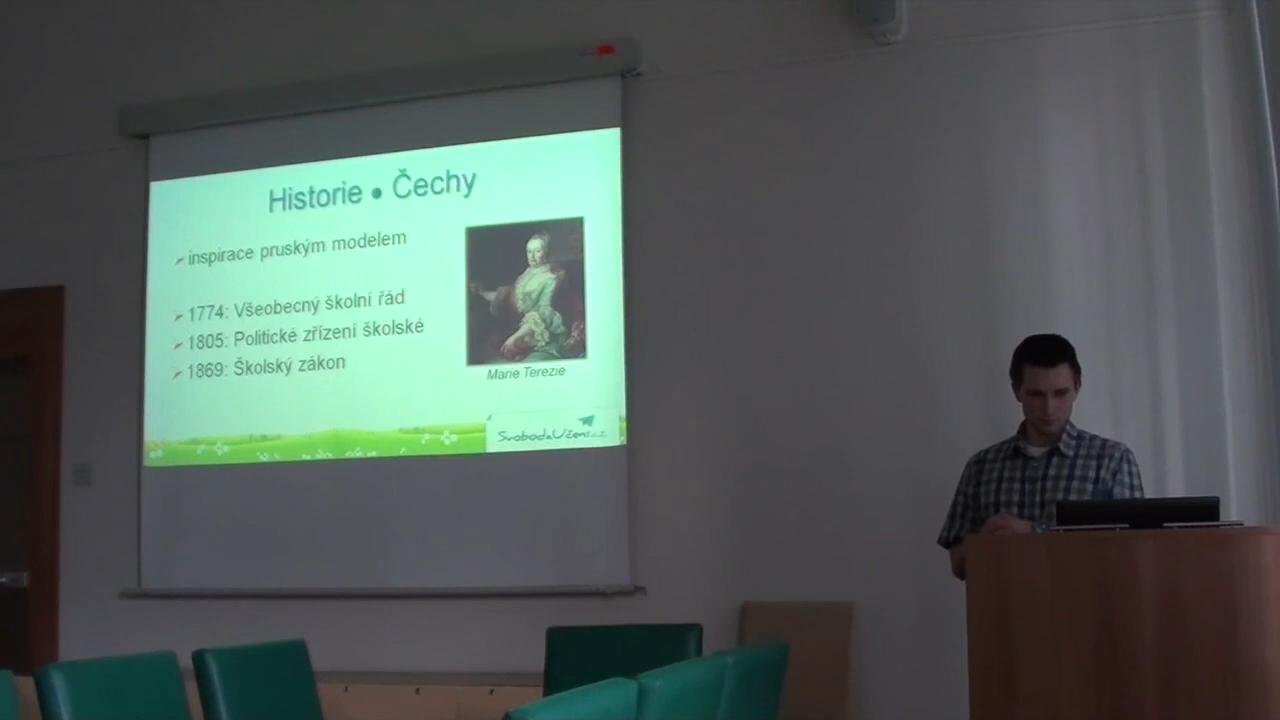 Historie • Čechy
inspirace pruským modelem
1774: Všeobecný školní řád
1805: Politické zřízení školské
1869: Školský zákon
Marie Terezie
SvobodaUčení.cz